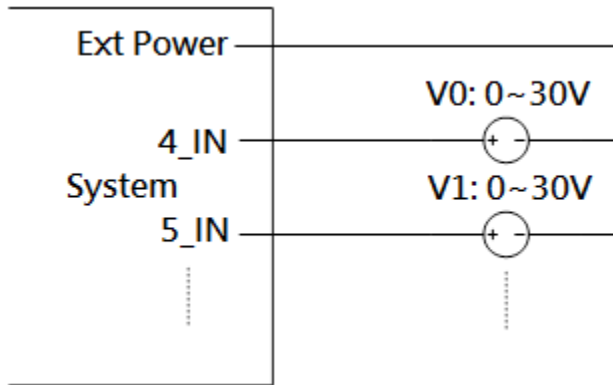 Ext Power
V0: 0~30V
4_IN
+ -
System
V1: 0~30V
5_IN
+ -